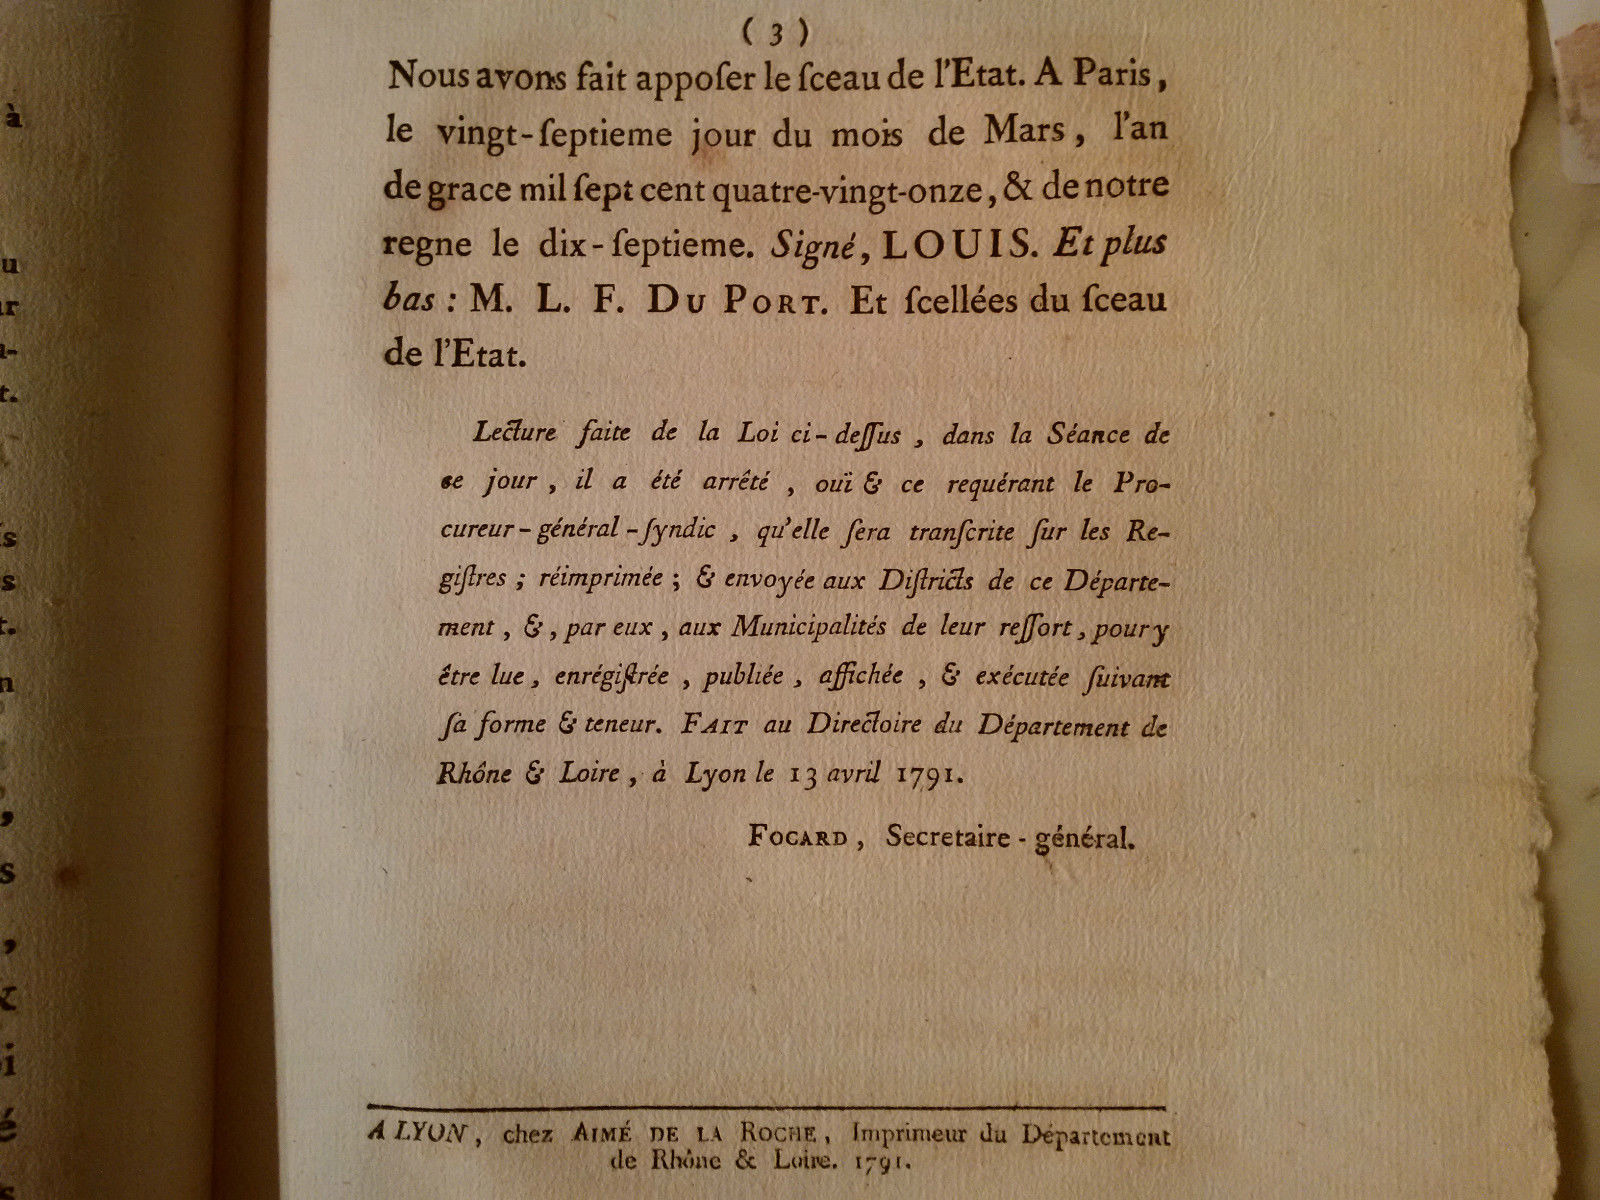 ( 3 )
Nous avons fait appoſer le ſceau de l'Etat. A Paris,
le vingt-ſeptieme jour du mois de Mars, l'an
de grace mil ſept cent quatre-vingt-onze, & de notre
regne le dix-ſeptieme. Signé, LOUIS. Et plus
bas : M. L. F. DU PORT. Et ſcellées du ſceau
de l'Etat.
Lecture faite de la Loi ci-deſſus, dans la Séance de
ce jour, il a été arrêté, ouï & ce requérant le Pro-
cureur-général-ſyndic, qu'elle ſera tranſcrite ſur les Re-
giſtres ; réimprimée ; & envoyée aux Diſtricts de ce Départe-
ment, &, par eux, aux Municipalités de leur reſſort, pour y
être lue, enrégiſtrée, publiée, affichée, & exécutée ſuivant
ſa forme & teneur. FAIT au Directoire du Département de
Rhône & Loire, à Lyon le 13 avril 1791.
FOCARD, Secretaire-général.
A LYON, chez AIMÉ DE LA ROCHE, Imprimeur du Département
de Rhône & Loire. 1791.